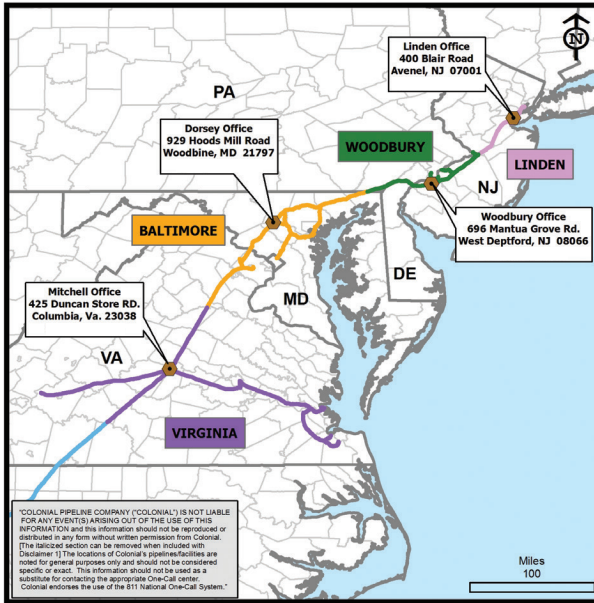 N
Linden Office
400 Blair Road
Avenel, NJ 07001
PA
Dorsey Office
929 Hoods Mill Road
Woodbine, MD 21797
WOODBURY
LINDEN
NJ
Woodbury Office
696 Mantua Grove Rd.
West Deptford, NJ 08066
BALTIMORE
DE
MD
Mitchell Office
425 Duncan Store RD.
Columbia, Va. 23038
VA
VIRGINIA
"COLONIAL PIPELINE COMPANY ("COLONIAL") IS NOT LIABLE
FOR ANY EVENT(S) ARISING OUT OF THE USE OF THIS
INFORMATION and this information should not be reproduced or
distributed in any form without written permission from Colonial.
[The italicized section can be removed when included with
Disclaimer 1] The locations of Colonial's pipelines/facilities are
noted for general purposes only and should not be considered
specific or exact. This information should not be used as a
substitute for contacting the appropriate One-Call center.
Colonial endorses the use of the 811 National One-Call System."
Miles
100